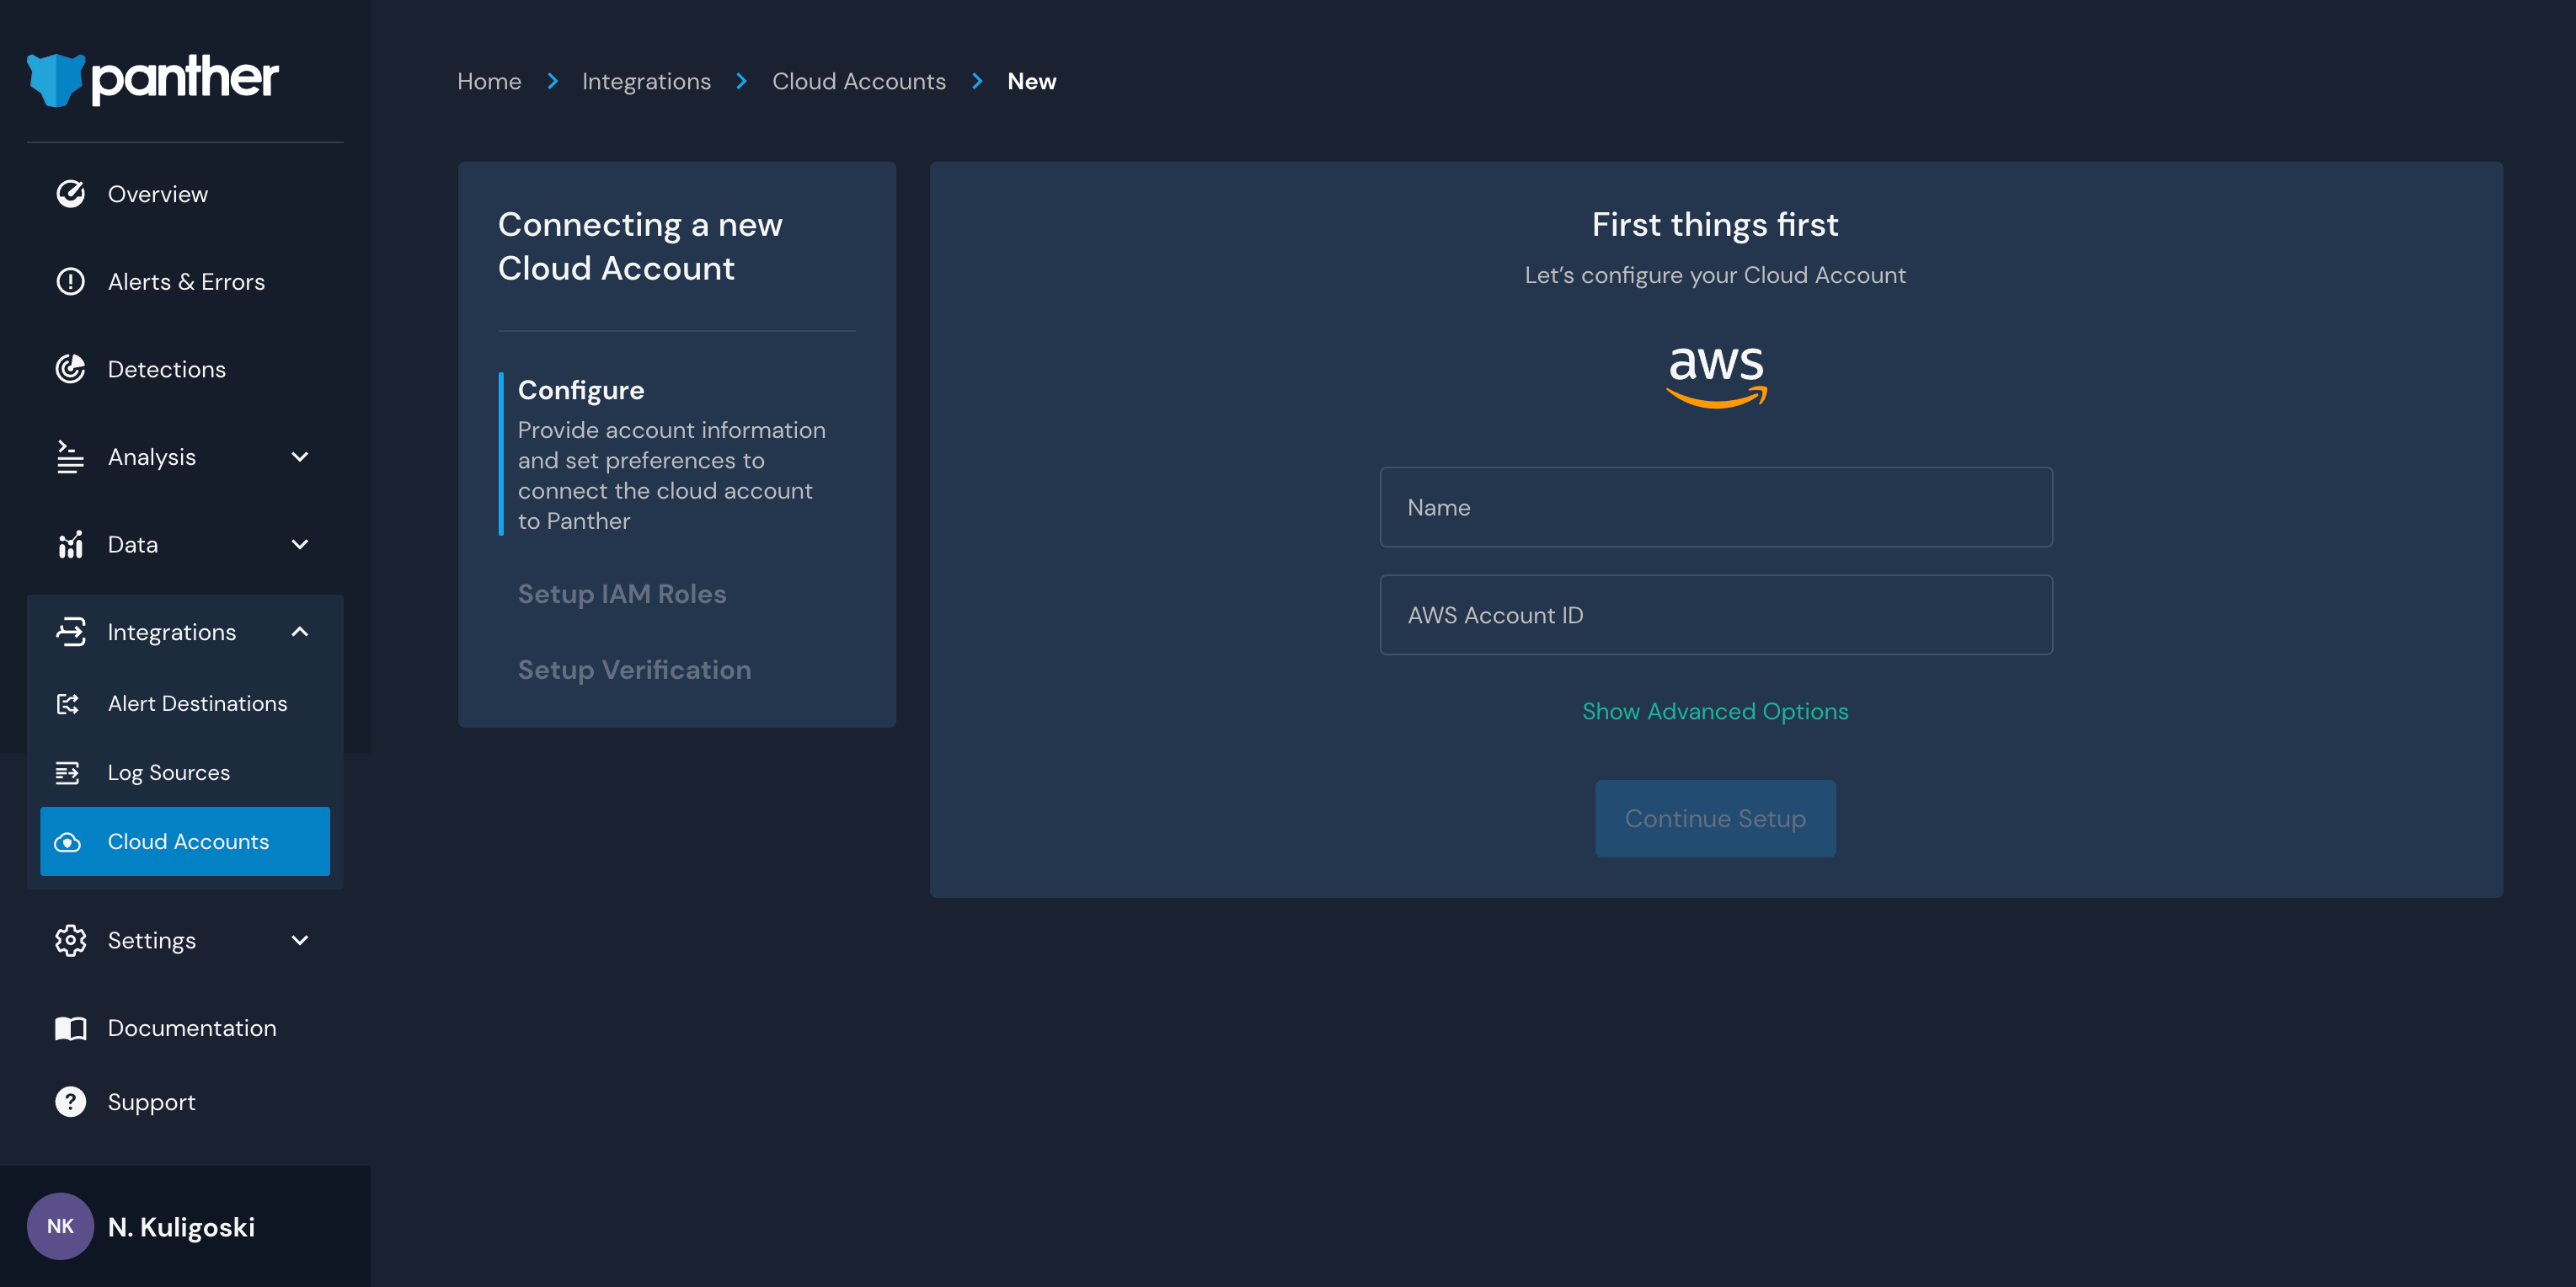 panther
Overview
Alerts & Errors
Detections
Analysis
Data
Integrations
Alert Destinations
Log Sources
Cloud Accounts
Settings
Documentation
Support
NK
N. Kuligoski
Home
Integrations
Cloud Accounts
New
Connecting a new
Cloud Account
Configure
Provide account information
and set preferences to
connect the cloud account
to Panther
Setup IAM Roles
Setup Verification
First things first
Let’s configure your Cloud Account
aws
Name
AWS Account ID
Show Advanced Options
Continue Setup